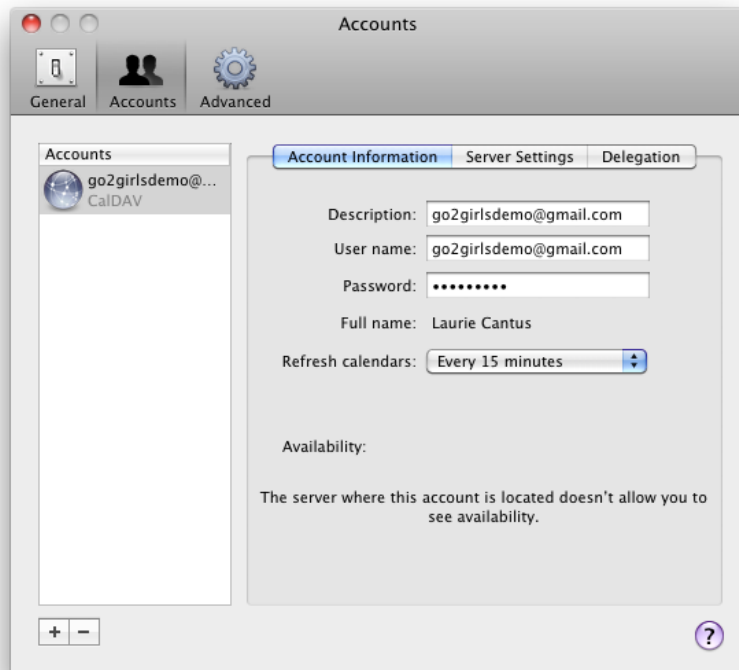 Accounts
General Accounts Advanced
Accounts
go2girlsdemo@...
CalDAV
Account Information Server Settings Delegation
Description: go2girlsdemo@gmail.com
User name: go2girlsdemo@gmail.com
Password: •••••••••
Full name: Laurie Cantus
Refresh calendars: Every 15 minutes
Availability:
The server where this account is located doesn't allow you to
see availability.
+ −
?